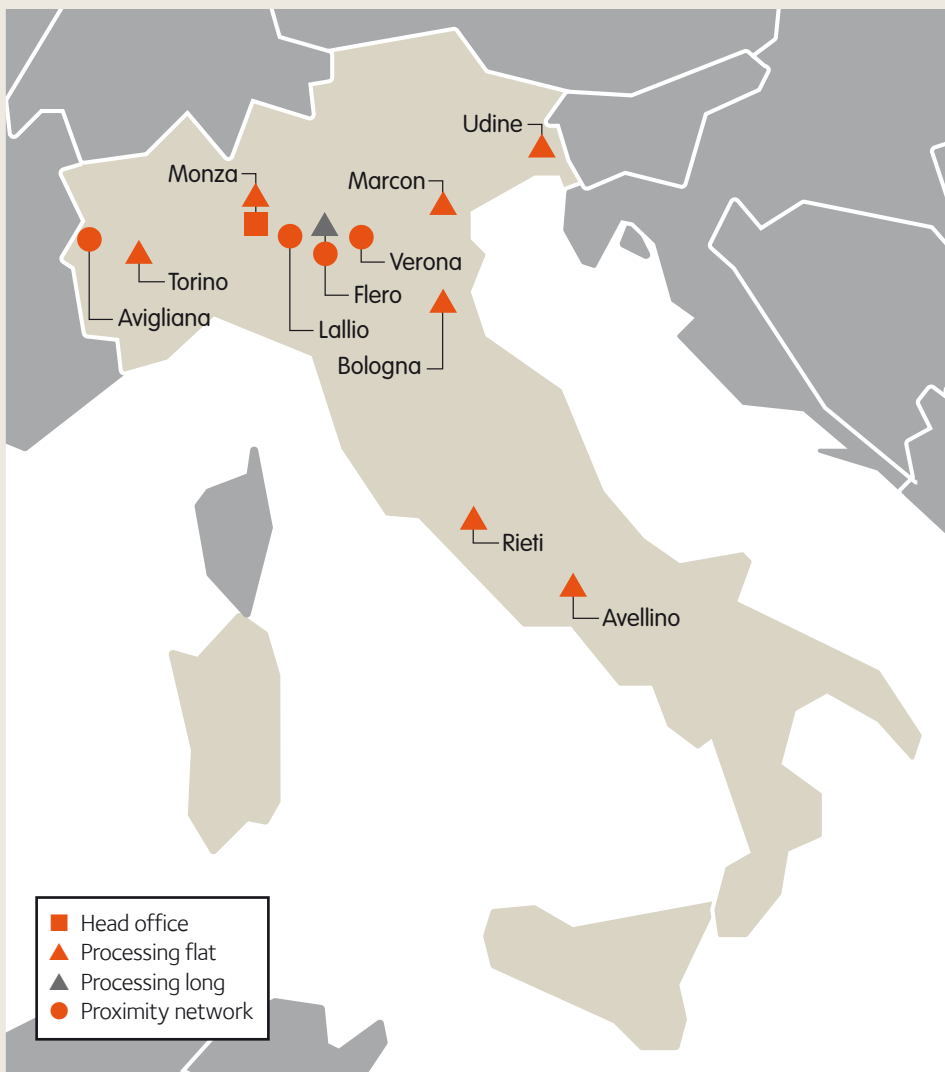 Udine
Monza
Marcon
Verona
Torino
Flero
Avigliana
Lallio
Bologna
Rieti
Avellino
Head office
Processing flat
Processing long
Proximity network